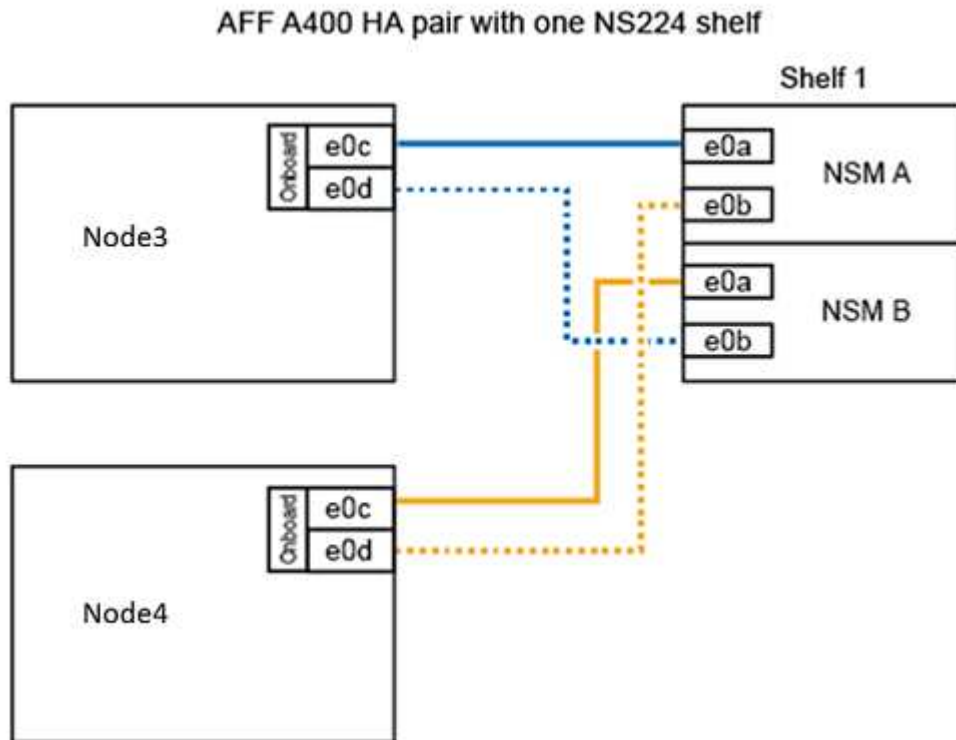 AFF A400 HA pair with one NS224 shelf
Shelf 1
Onboard
e0c
e0d
Node3
e0a
NSM A
e0b
e0a
NSM B
e0b
Onboard
e0c
e0d
Node4